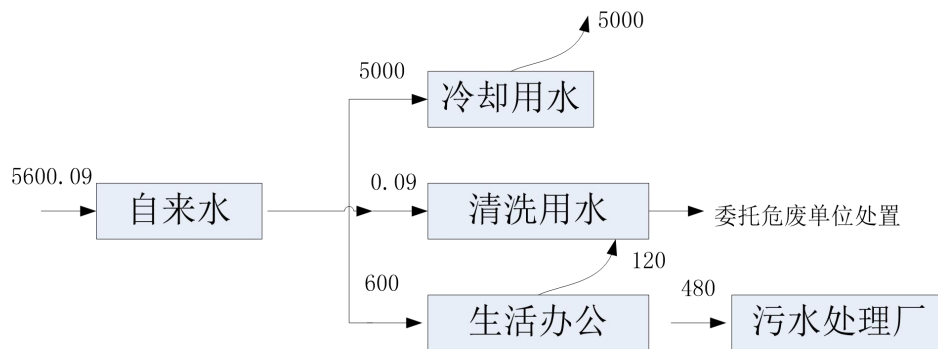 5000
5000
冷却用水
5600.09
自来水
0.09
清洗用水
委托危废单位处置
600
120
生活办公
480
污水处理厂